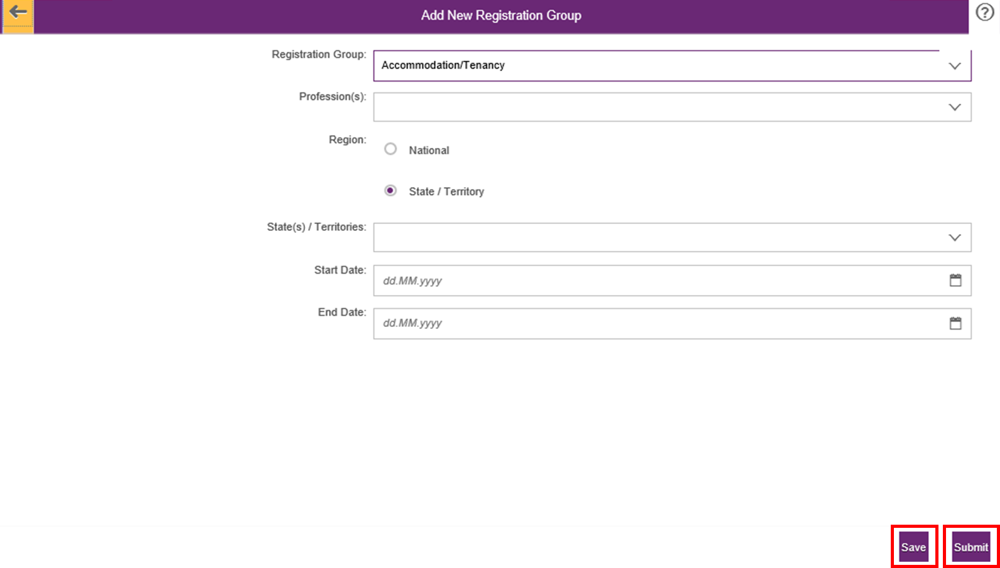 Add New Registration Group
?
Registration Group:
Accommodation/Tenancy
Profession(s):
Region:
National
State / Territory
State(s) / Territories:
Start Date:
dd.MM.yyyy
End Date:
dd.MM.yyyy
Save
Submit